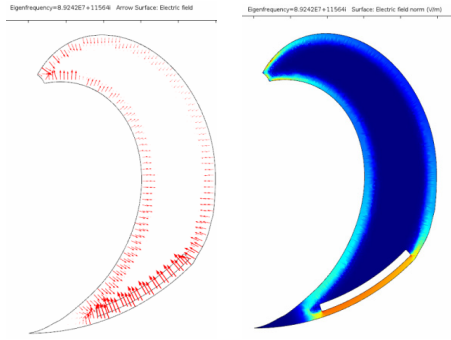 Eigenfrequency=8.9242E7+11564i Arrow Surface: Electric field
Eigenfrequency=8.9242E7+11564i Surface: Electric field norm (V/m)